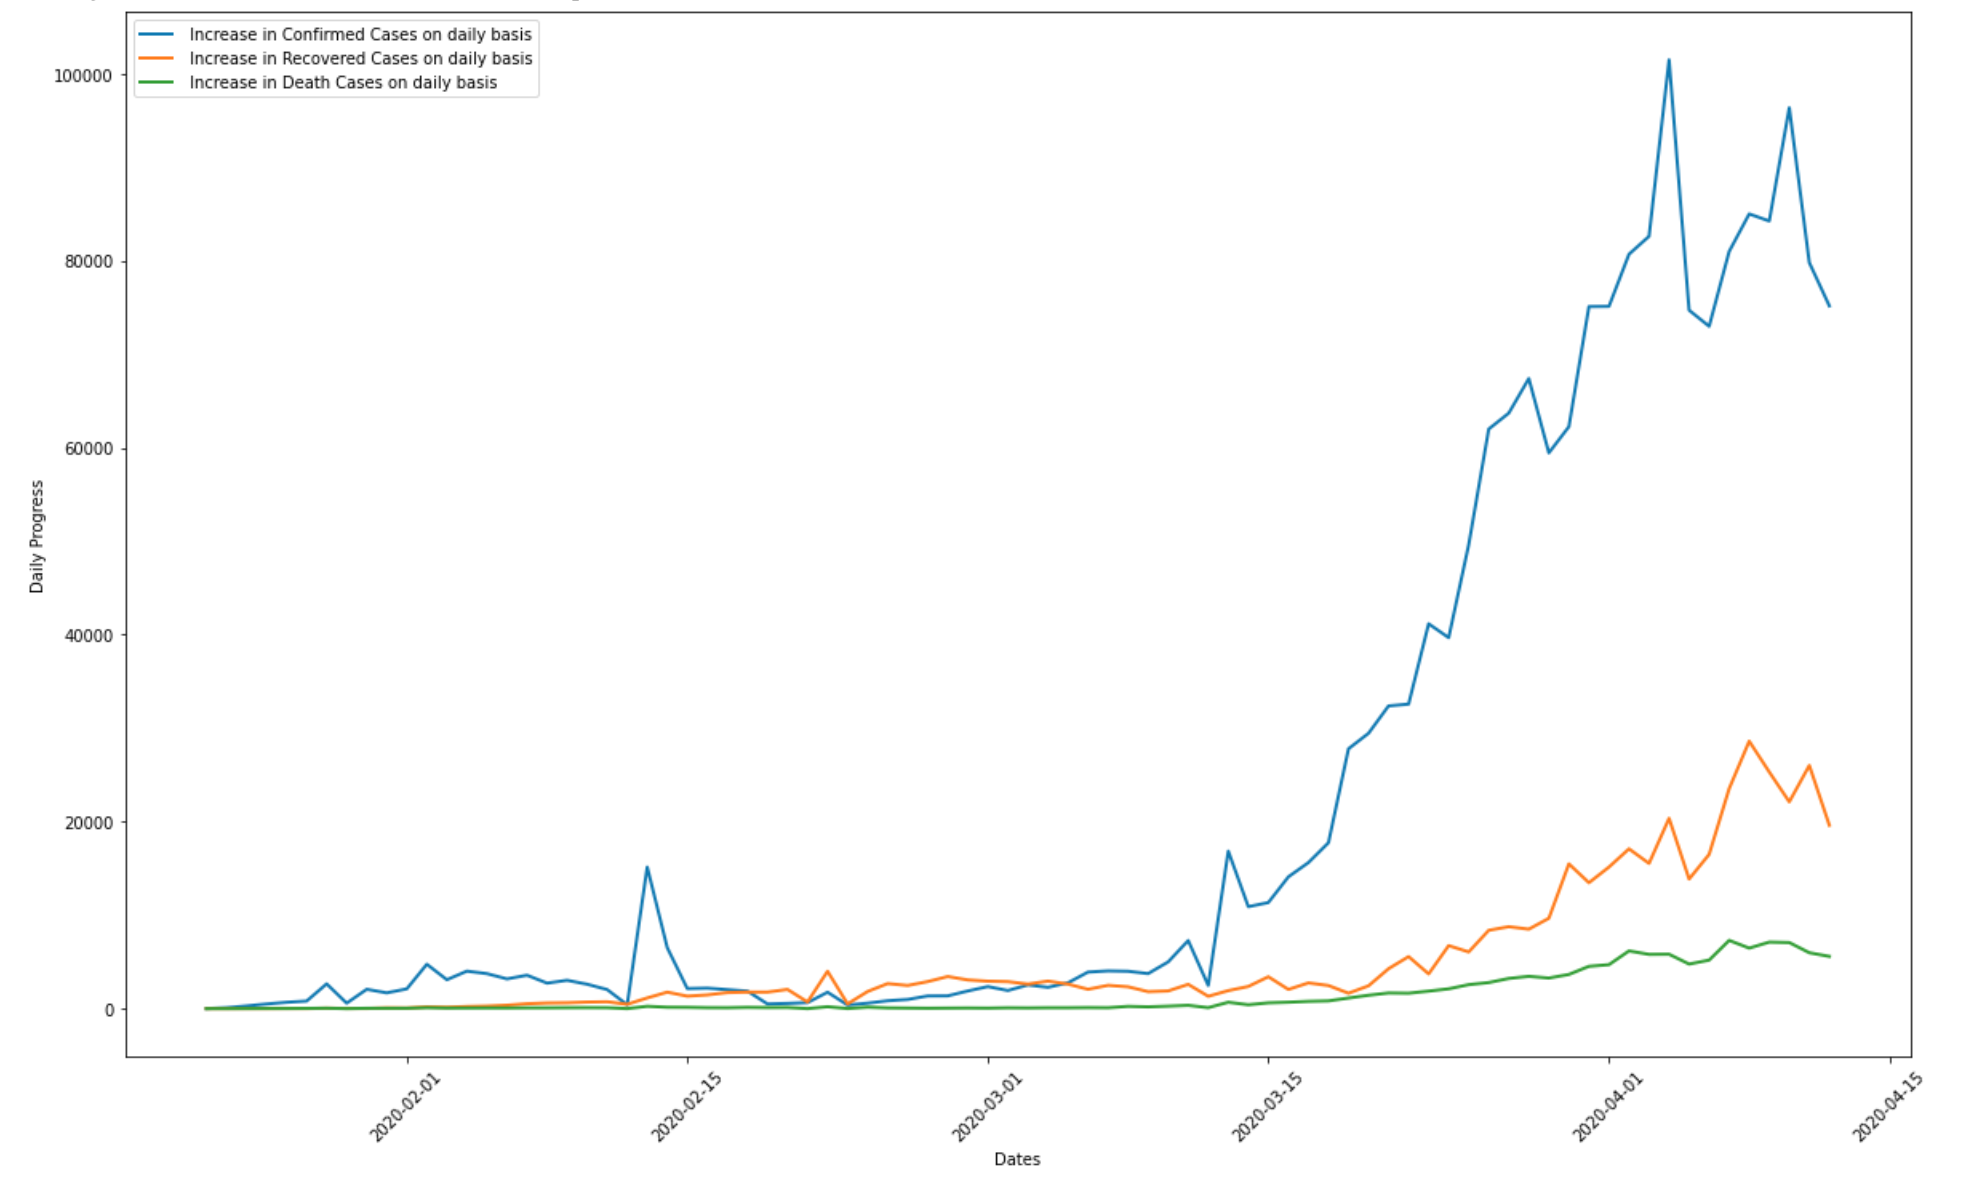 Increase in Confirmed Cases on daily basis
Increase in Recovered Cases on daily basis
Increase in Death Cases on daily basis
100000
80000
60000
40000
20000
0
Daily Progress
2020-02-01
2020-02-15
2020-03-01
2020-03-15
2020-04-01
2020-04-15
Dates